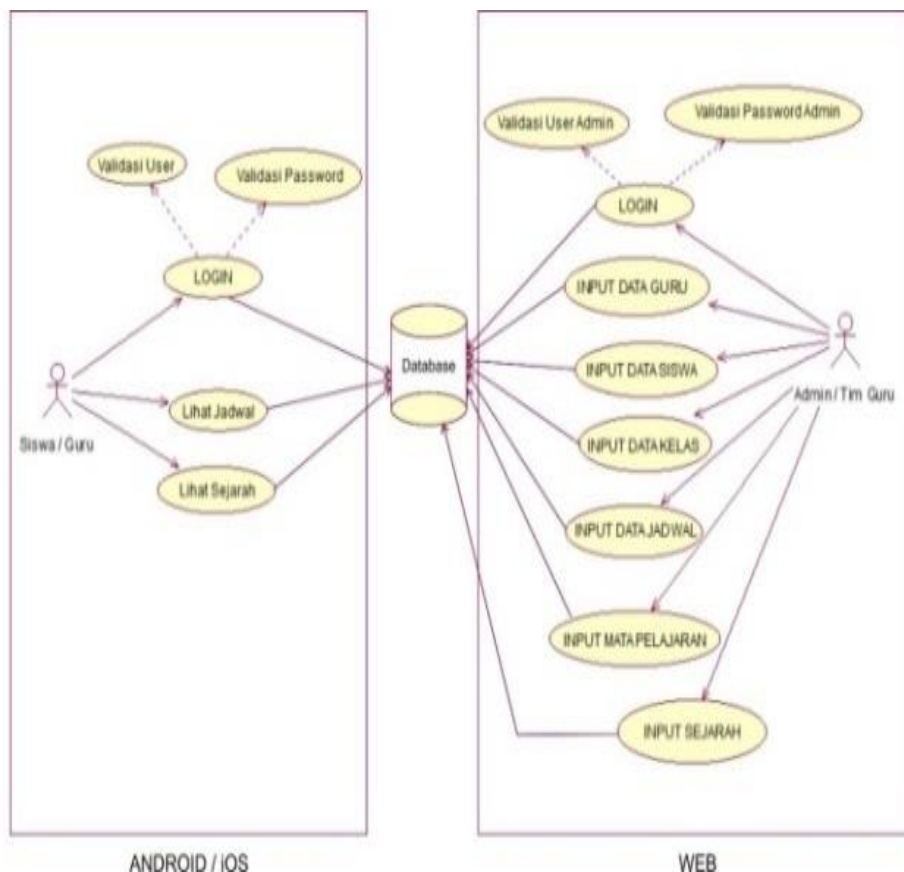 Validasi User
Validasi Password
LOGIN
Lihat Jadwal
Lihat Sejarah
Siswa / Guru
ANDROID / iOS
Database
Validasi User Admin
Validasi Password Admin
LOGIN
INPUT DATA GURU
INPUT DATA SISWA
INPUT DATA KELAS
INPUT DATA JADWAL
INPUT MATA PELAJARAN
INPUT SEJARAH
Admin / Tim Guru
WEB